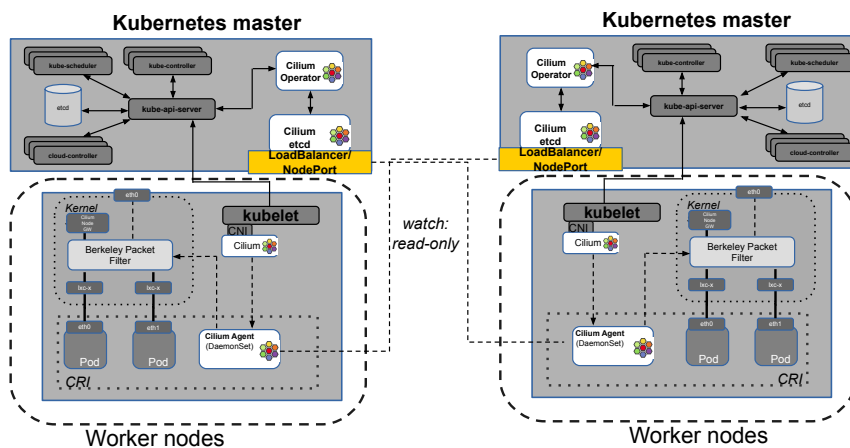 Kubernetes master
kube-scheduler
kube-controller
etcd
kube-api-server
cloud-controller
Cilium
Operator
Cilium
etcd
LoadBalancer/
NodePort
eth0
Kernel
Cilium
Node
GW
Berkeley Packet
Filter
lxc-x
lxc-x
eth0
eth1
Pod
Pod
CRI
kubelet
CNI
Cilium
Cilium Agent
(DaemonSet)
Worker nodes
watch:
read-only
Kubernetes master
Cilium
Operator
kube-controller
kube-scheduler
kube-api-server
etcd
Cilium
etcd
cloud-controller
LoadBalancer/
NodePort
kubelet
CNI
Cilium
eth0
Kernel
Cilium
Node
GW
Berkeley Packet
Filter
lxc-x
lxc-x
Cilium Agent
(DaemonSet)
eth0
eth1
Pod
Pod
CRI
Worker nodes